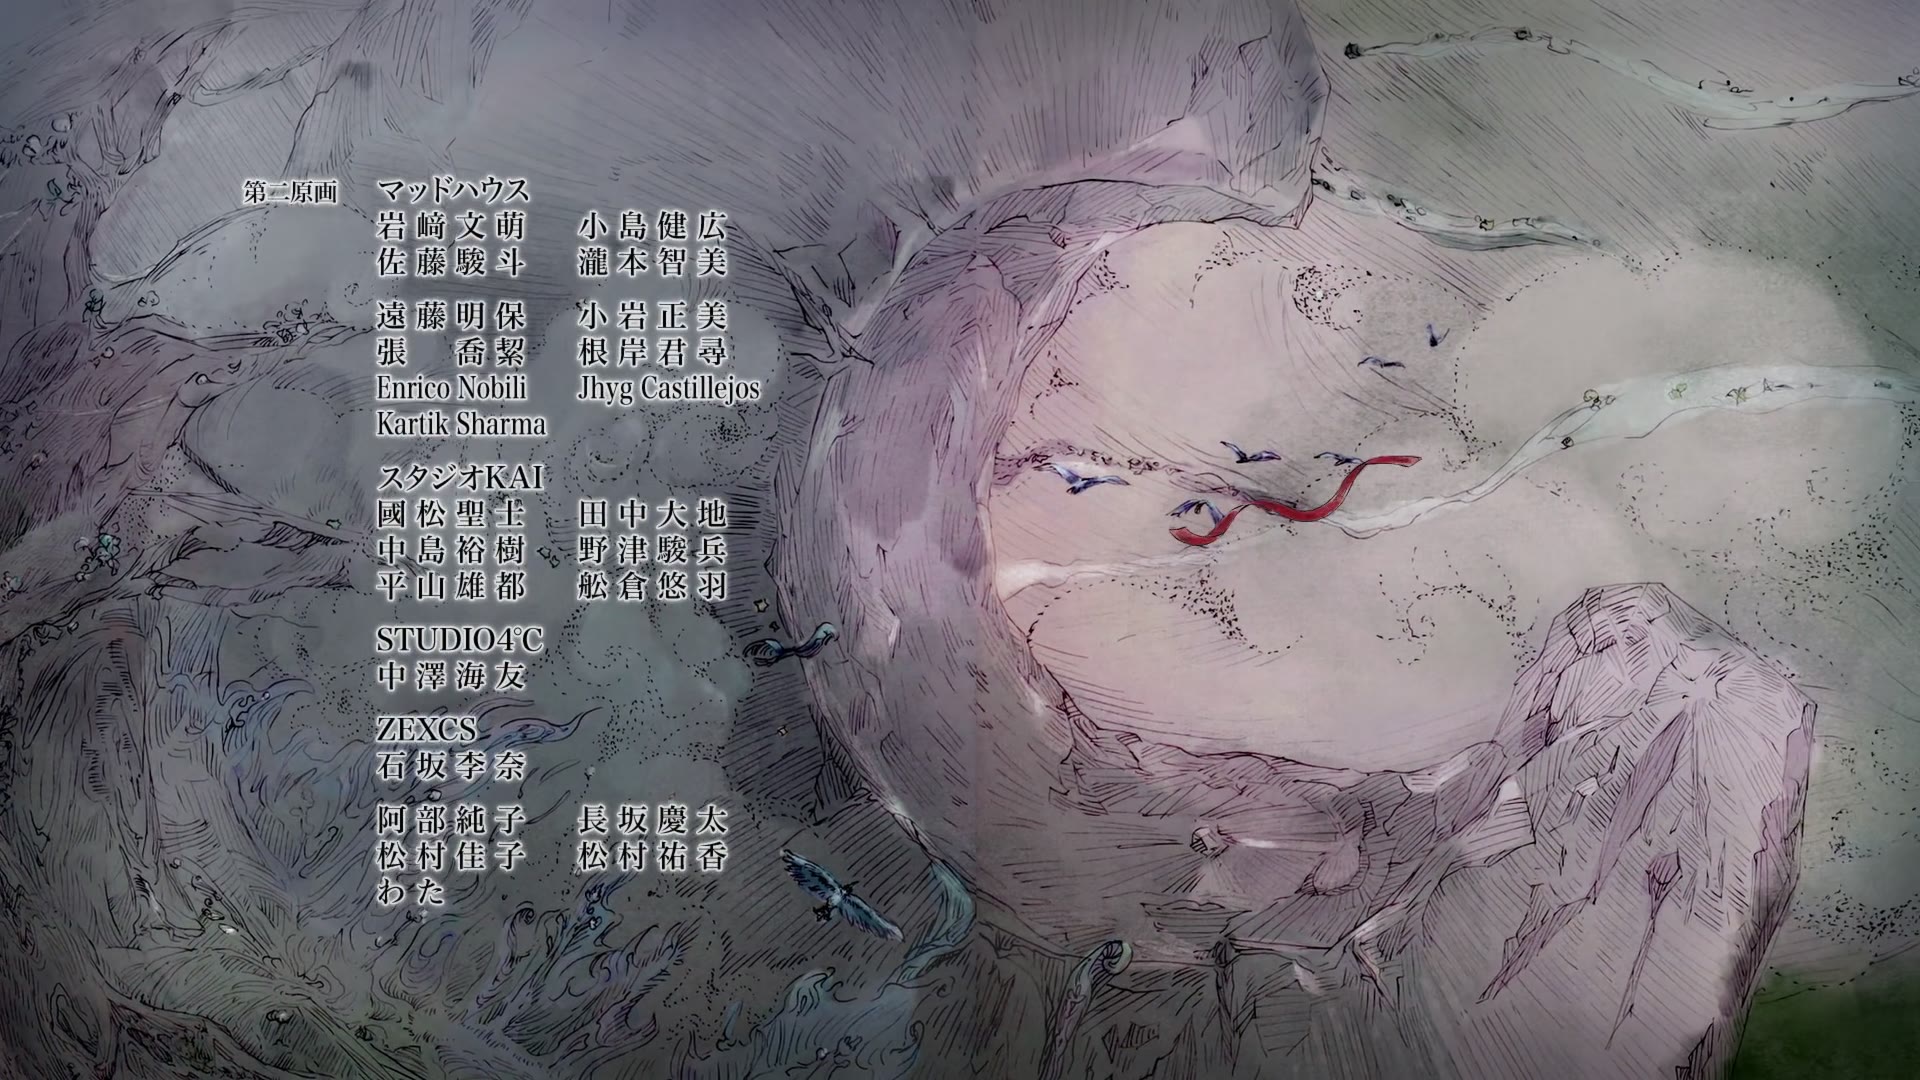 第二原画 マッドハウス
岩﨑文萌 小島健広
佐藤駿斗 瀧本智美
遠藤明保 小岩正美
張 喬絜 根岸君尋
Enrico Nobili Jhyg Castillejos
Kartik Sharma
スタジオKAI
國松聖士 田中大地
中島裕樹 野津駿兵
平山雄都 舩倉悠羽
STUDIO4℃
中澤海友
ZEXCS
石坂季奈
阿部純子 長坂慶太
松村佳子 松村祐香
わた